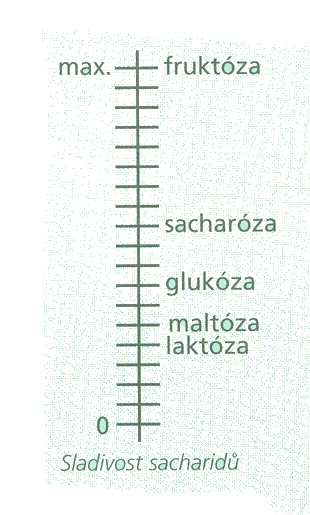 max. fruktóza
sacharóza
glukóza
maltóza
laktóza
0
Sladivost sacharidů